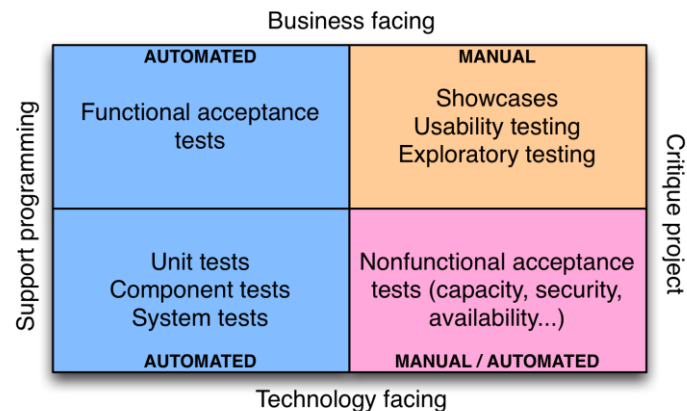 Business facing
AUTOMATED
Functional acceptance
tests
MANUAL
Showcases
Usability testing
Exploratory testing
Support programming
Critique project
Unit tests
Component tests
System tests
AUTOMATED
Nonfunctional acceptance
tests (capacity, security,
availability...)
MANUAL / AUTOMATED
Technology facing